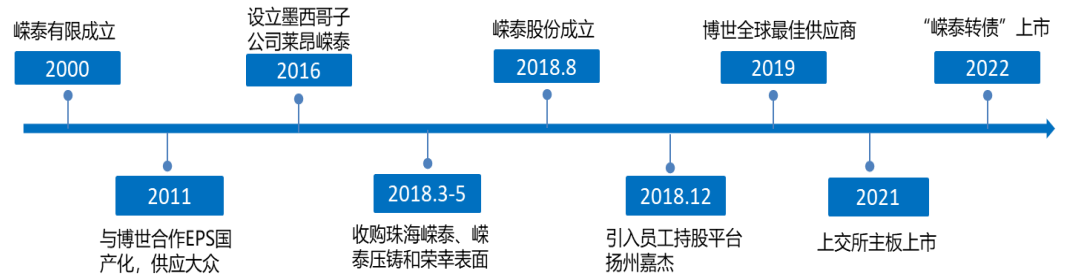 嵘泰有限成立
2000
2011
与博世合作EPS国
产化，供应大众
设立墨西哥子
公司莱昂嵘泰
2016
2018.3-5
收购珠海嵘泰、嵘
泰压铸和荣幸表面
嵘泰股份成立
2018.8
2018.12
引入员工持股平台
扬州嘉杰
博世全球最佳供应商
2019
2021
上交所主板上市
“嵘泰转债”上市
2022